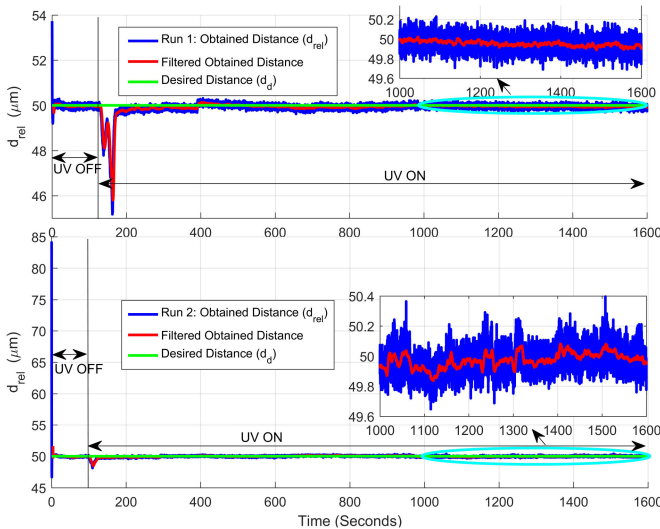 54
52
50
48
46
d_rel (μm)
Run 1: Obtained Distance (d_rel)
Filtered Obtained Distance
Desired Distance (d_d)
50.2
50
49.8
49.6
1000 1200 1400 1600
UV OFF
UV ON
0 200 400 600 800 1000 1200 1400 1600
85
80
75
70
65
60
55
50
45
d_rel (μm)
Run 2: Obtained Distance (d_rel)
Filtered Obtained Distance
Desired Distance (d_d)
50.4
50.2
50
49.8
49.6
1000 1100 1200 1300 1400 1500 1600
UV OFF
UV ON
0 200 400 600 800 1000 1200 1400 1600
Time (Seconds)